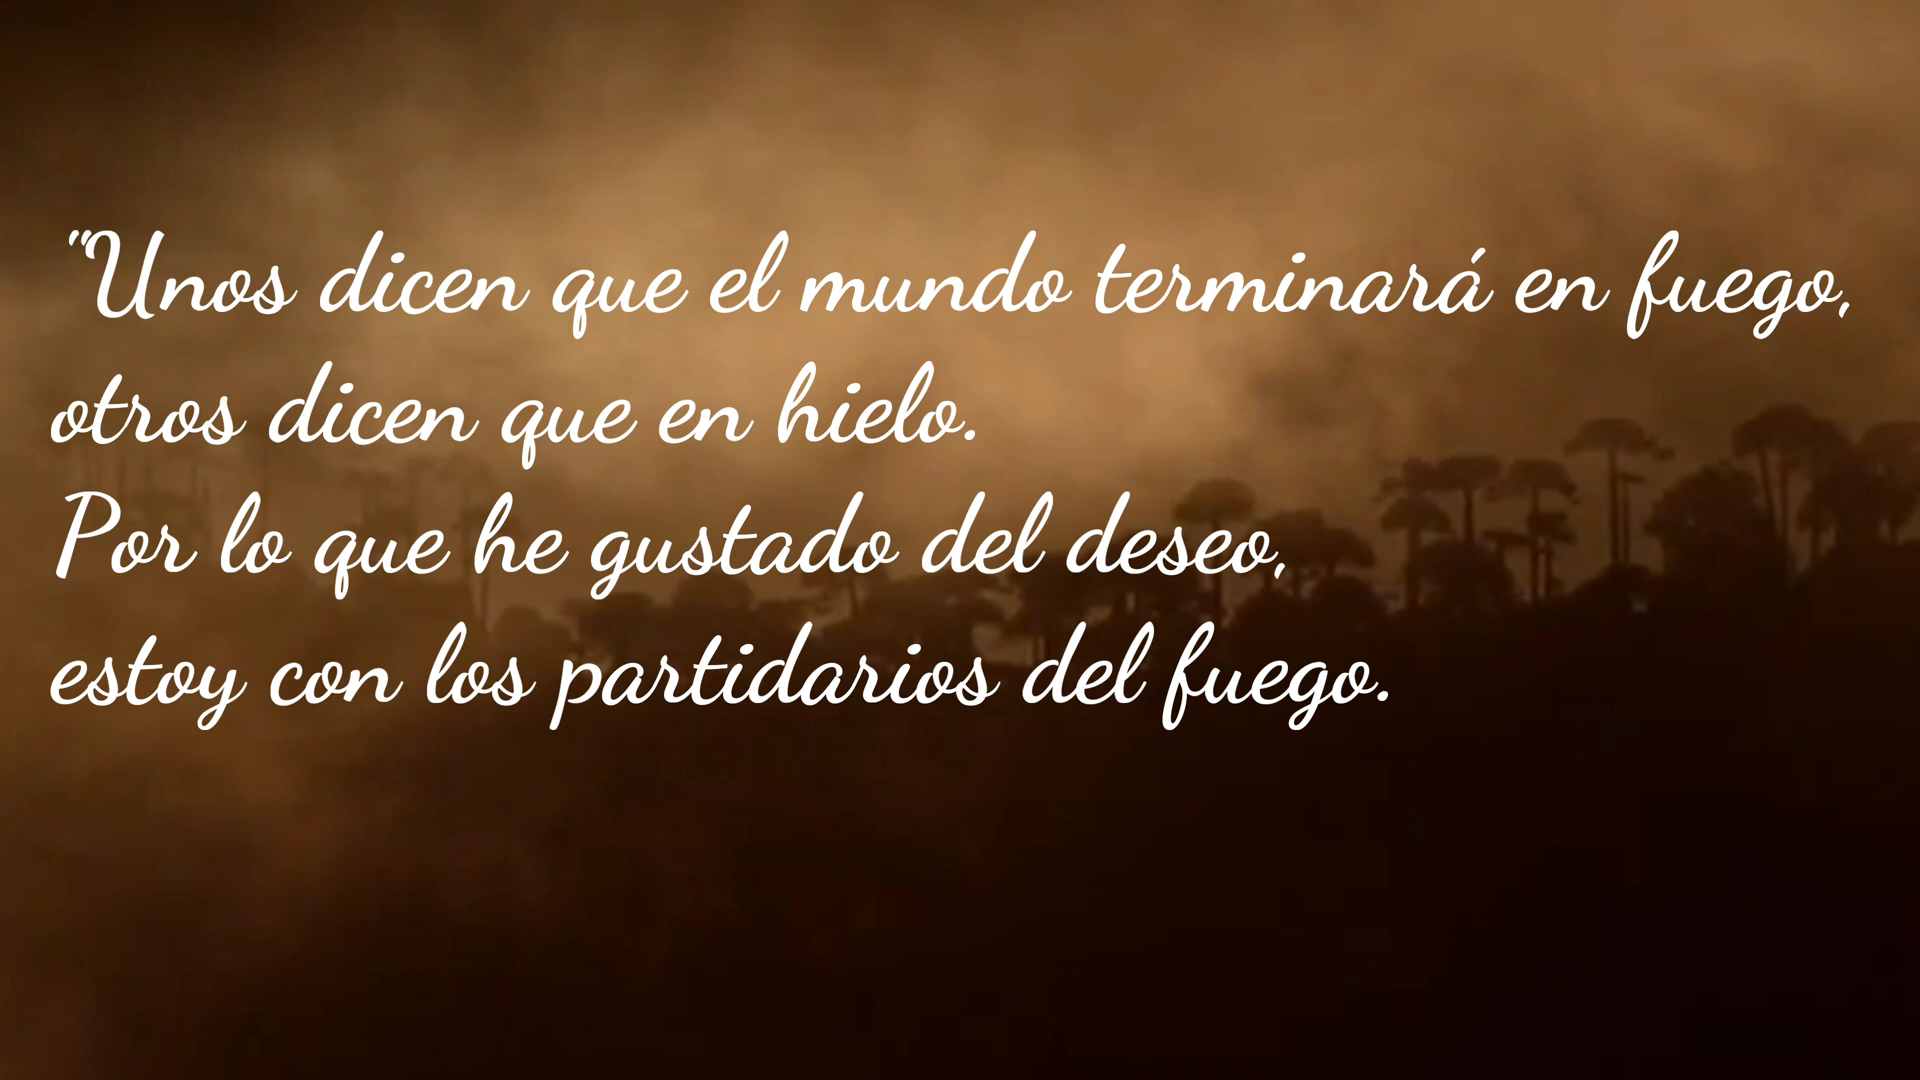 "Unos dicen que el mundo terminará en fuego,
otros dicen que en hielo.
Por lo que he gustado del deseo,
estoy con los partidarios del fuego.